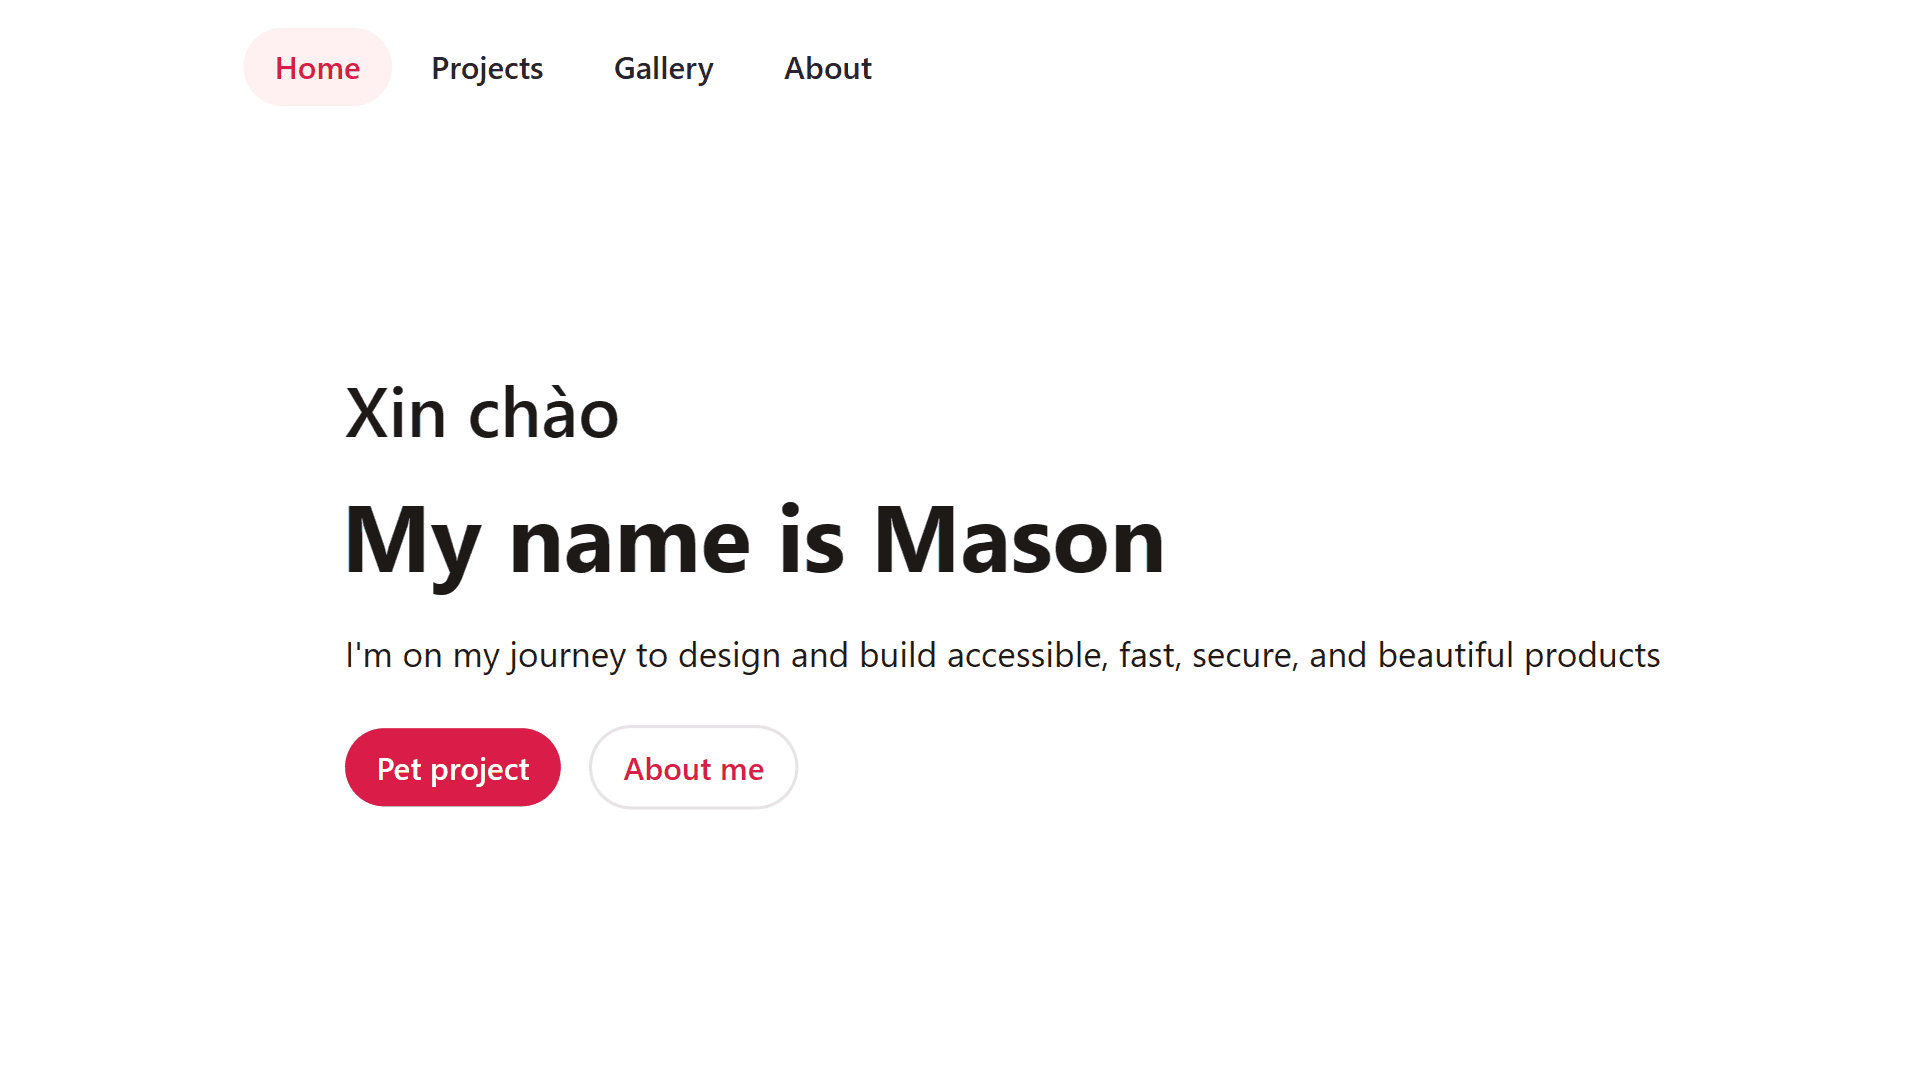 Home Projects Gallery About
Xin chào
My name is Mason
I'm on my journey to design and build accessible, fast, secure, and beautiful products
Pet project About me